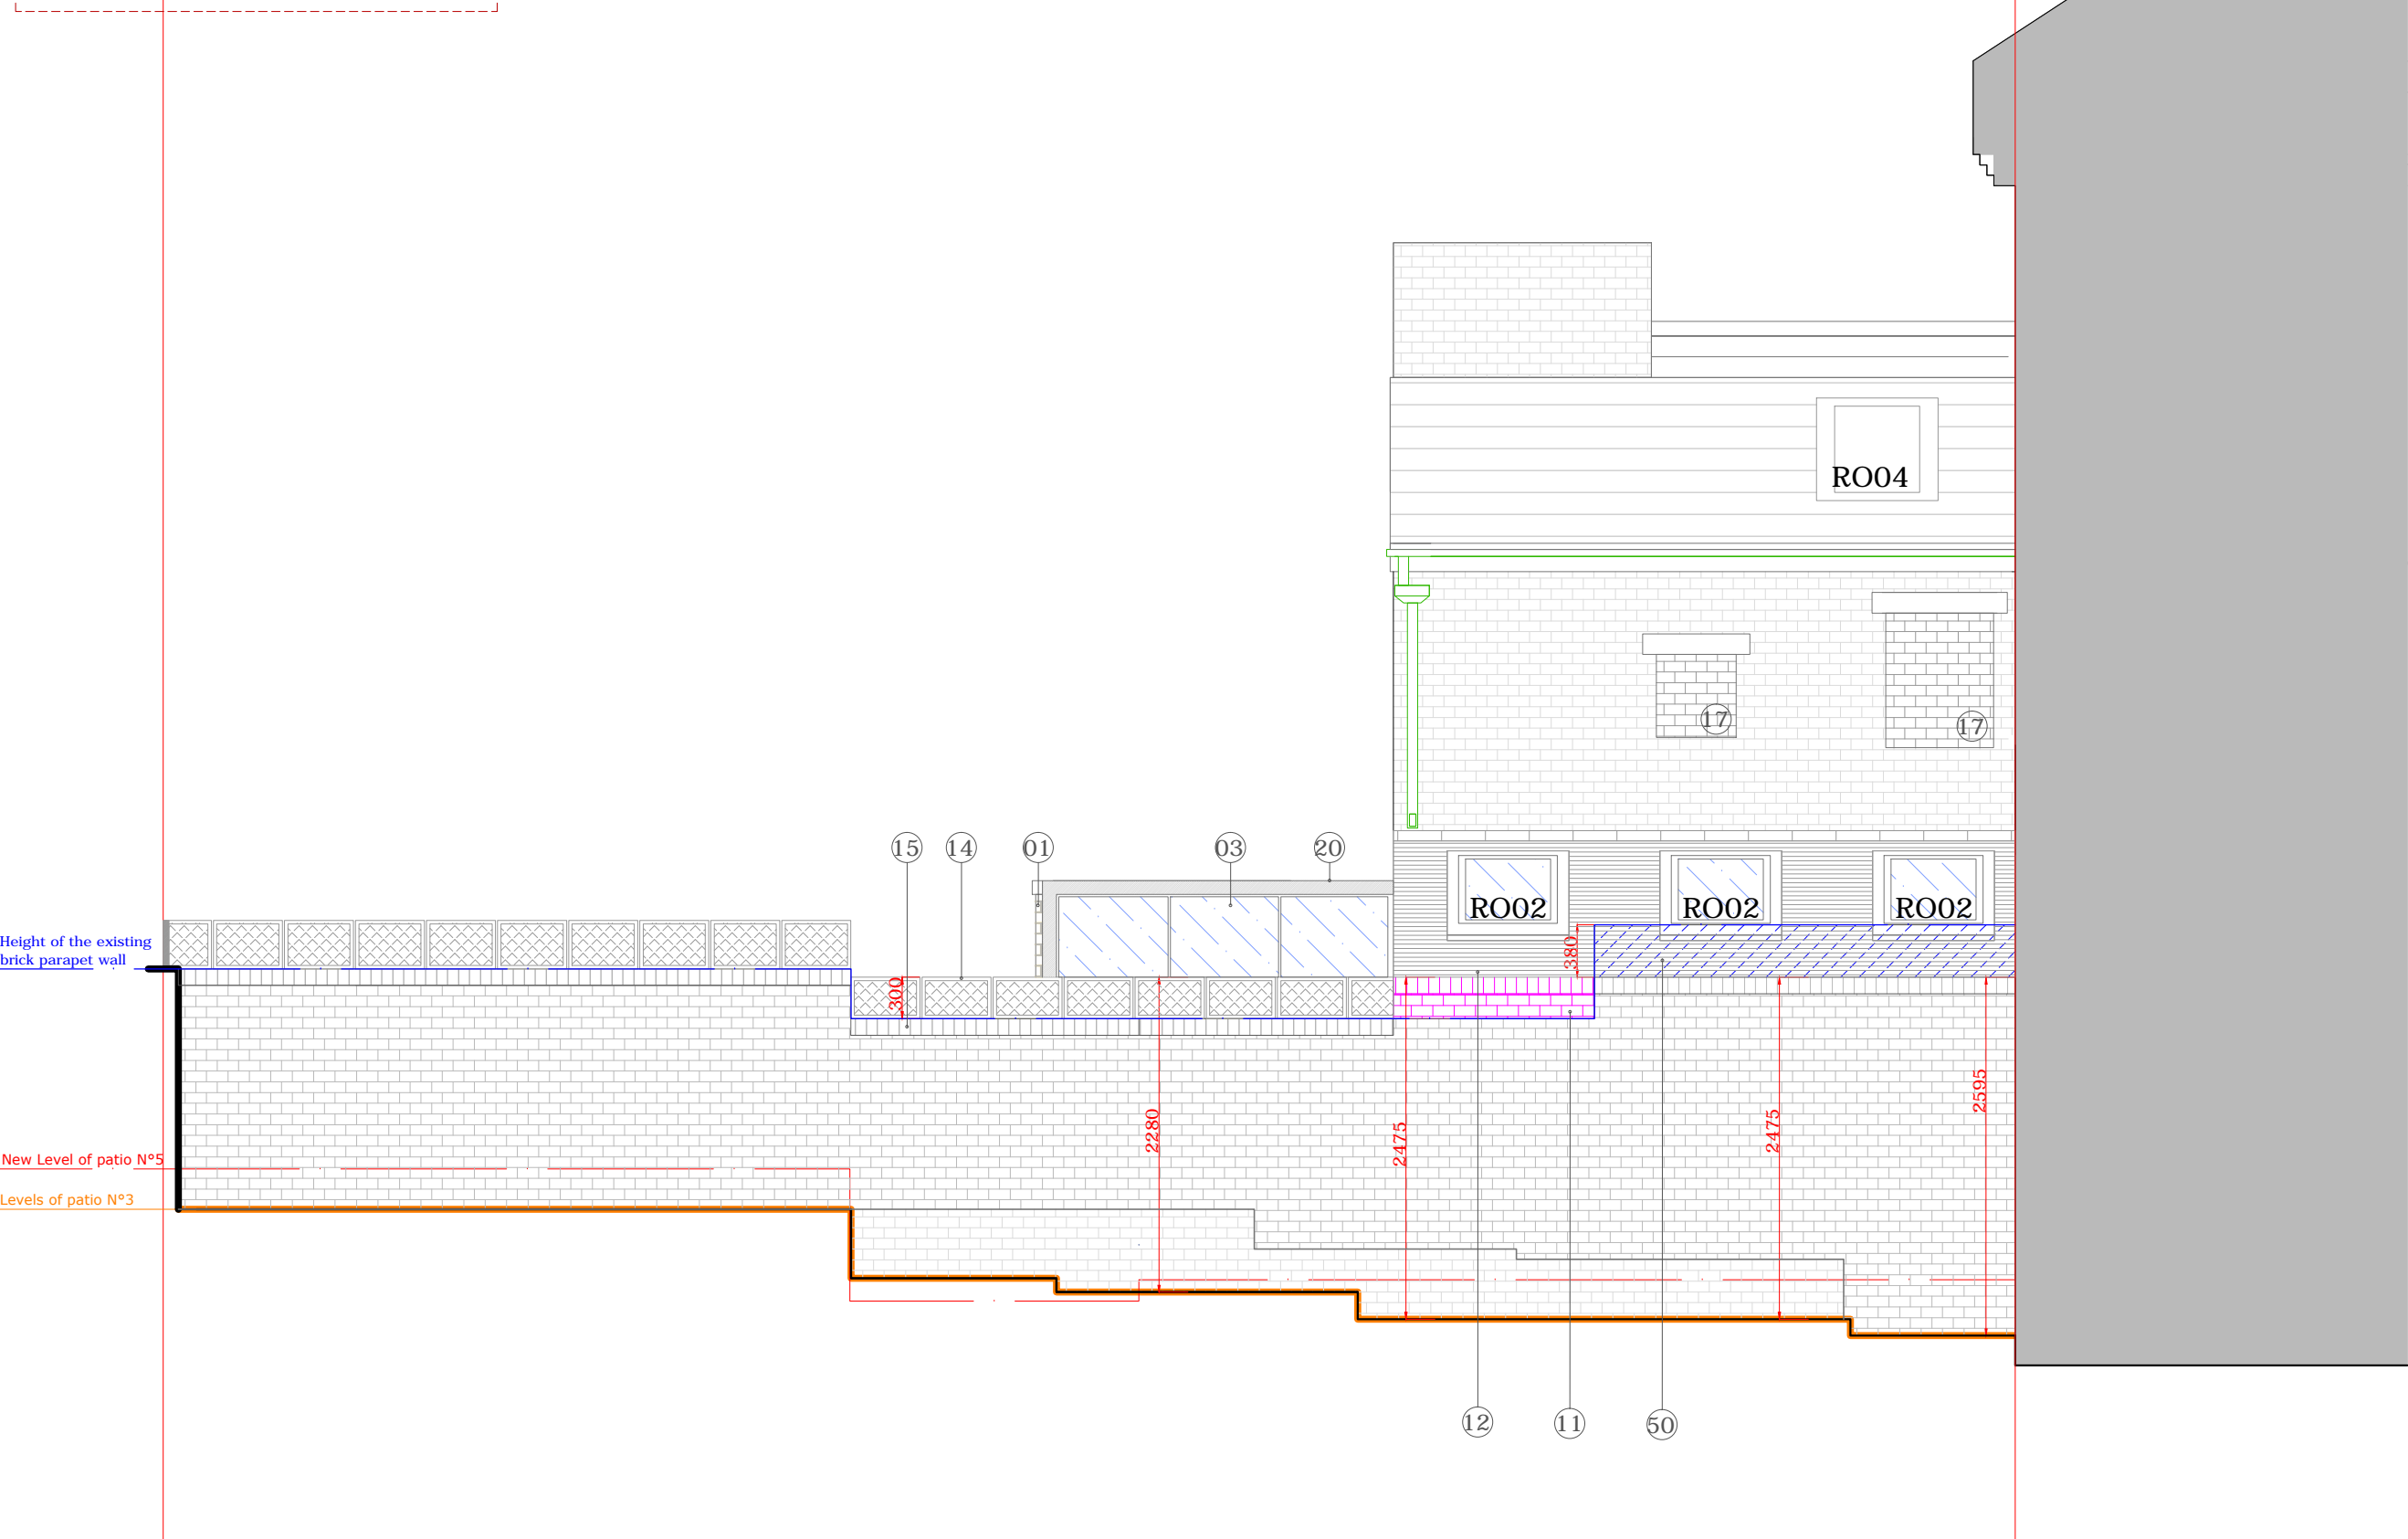 RO04
17
17
15
14
01
03
20
RO02
RO02
RO02
Height of the existing
brick parapet wall
380
300
2280
2475
2475
2595
New Level of patio N°5
Levels of patio N°3
12
11
50